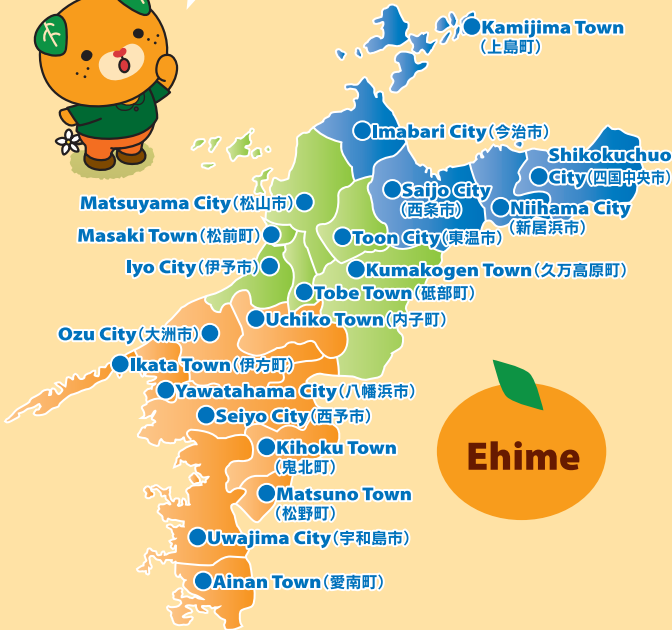 Kamijima Town
(上島町)
Imabari City(今治市)
Shikokuchuo
City(四国中央市)
Saijo City
(西条市)
Niihama City
(新居浜市)
Matsuyama City(松山市)
Masaki Town(松前町)
Toon City(東温市)
Iyo City(伊予市)
Kumakogen Town(久万高原町)
Tobe Town(砥部町)
Uchiko Town(内子町)
Ozu City(大洲市)
Ikata Town(伊方町)
Yawatahama City(八幡浜市)
Seiyo City(西予市)
Kihoku Town
(鬼北町)
Ehime
Matsuno Town
(松野町)
Uwajima City(宇和島市)
Ainan Town(愛南町)